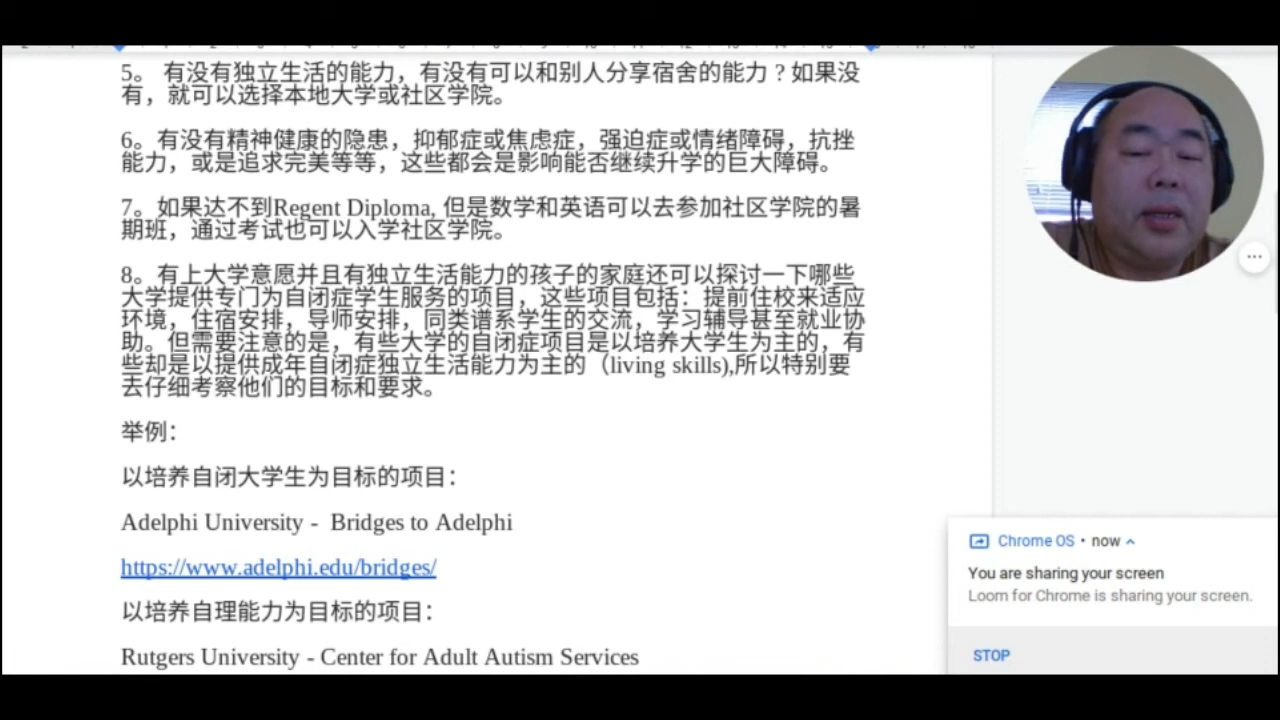 5。 有没有独立生活的能力，有没有可以和别人分享宿舍的能力 ? 如果没
有，就可以选择本地大学或社区学院。
6。有没有精神健康的隐患，抑郁症或焦虑症，强迫症或情绪障碍，抗挫
能力，或是追求完美等等，这些都会是影响能否继续升学的巨大障碍。
7。如果达不到Regent Diploma, 但是数学和英语可以去参加社区学院的暑
期班，通过考试也可以入学社区学院。
8。有上大学意愿并且有独立生活能力的孩子的家庭还可以探讨一下哪些
大学提供专门为自闭症学生服务的项目，这些项目包括：提前住校来适应
环境，住宿安排，导师安排，同类谱系学生的交流，学习辅导甚至就业协
助。但需要注意的是，有些大学的自闭症项目是以培养大学生为主的，有
些却是以提供成年自闭症独立生活能力为主的（living skills),所以特别要
去仔细考察他们的目标和要求。
举例：
以培养自闭大学生为目标的项目：
Adelphi University -  Bridges to Adelphi
https://www.adelphi.edu/bridges/
以培养自理能力为目标的项目：
Rutgers University - Center for Adult Autism Services
Chrome OS • now
You are sharing your screen
Loom for Chrome is sharing your screen.
STOP